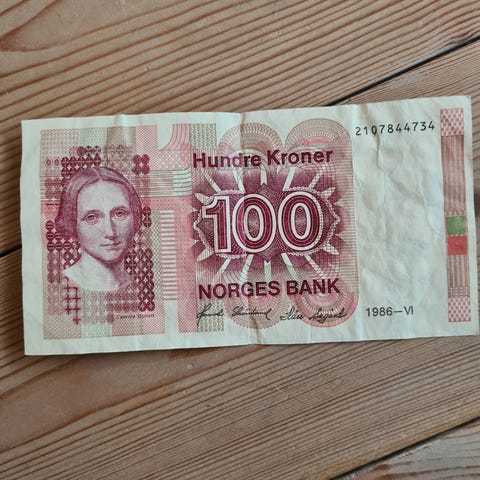 2107844734
Hundre Kroner
100
NORGES BANK
1986–VI
Camilla Collett